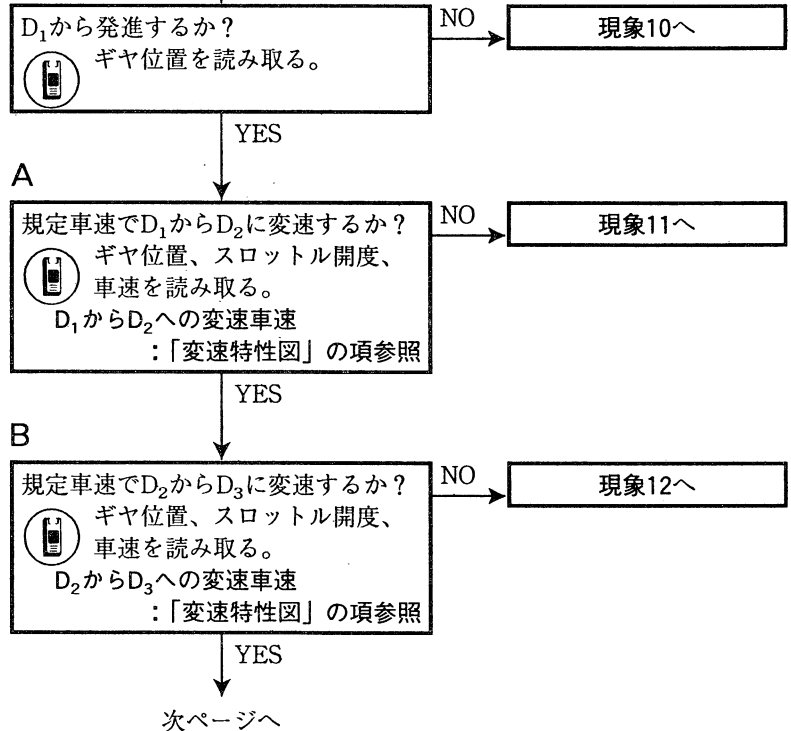 D₁から発進するか？
ギヤ位置を読み取る。
NO
現象10へ
YES
A
規定車速でD₁からD₂に変速するか？
ギヤ位置、スロットル開度、
車速を読み取る。
D₁からD₂への変速車速
：「変速特性図」の項参照
NO
現象11へ
YES
B
規定車速でD₂からD₃に変速するか？
ギヤ位置、スロットル開度、
車速を読み取る。
D₂からD₃への変速車速
：「変速特性図」の項参照
NO
現象12へ
YES
次ページへ